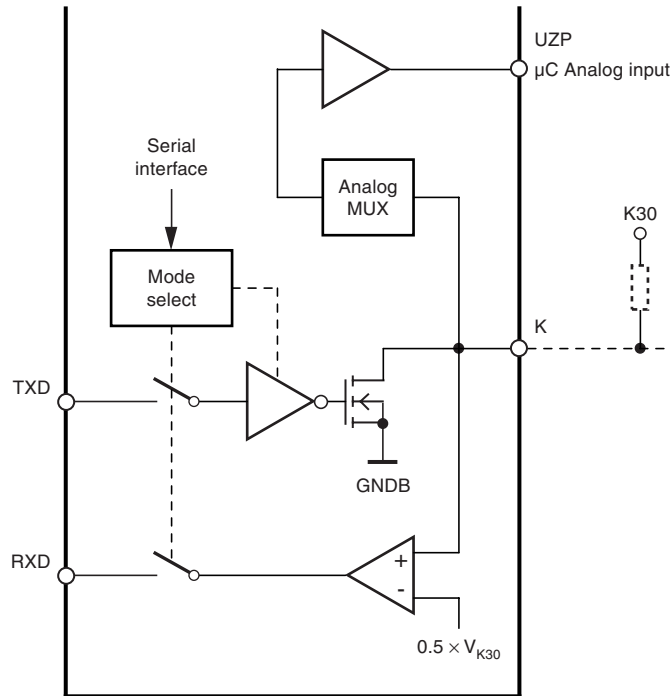 UZP
µC Analog input
Serial
interface
Analog
MUX
K30
Mode
select
K
TXD
GNDB
RXD
+
-
0.5 × V_K30